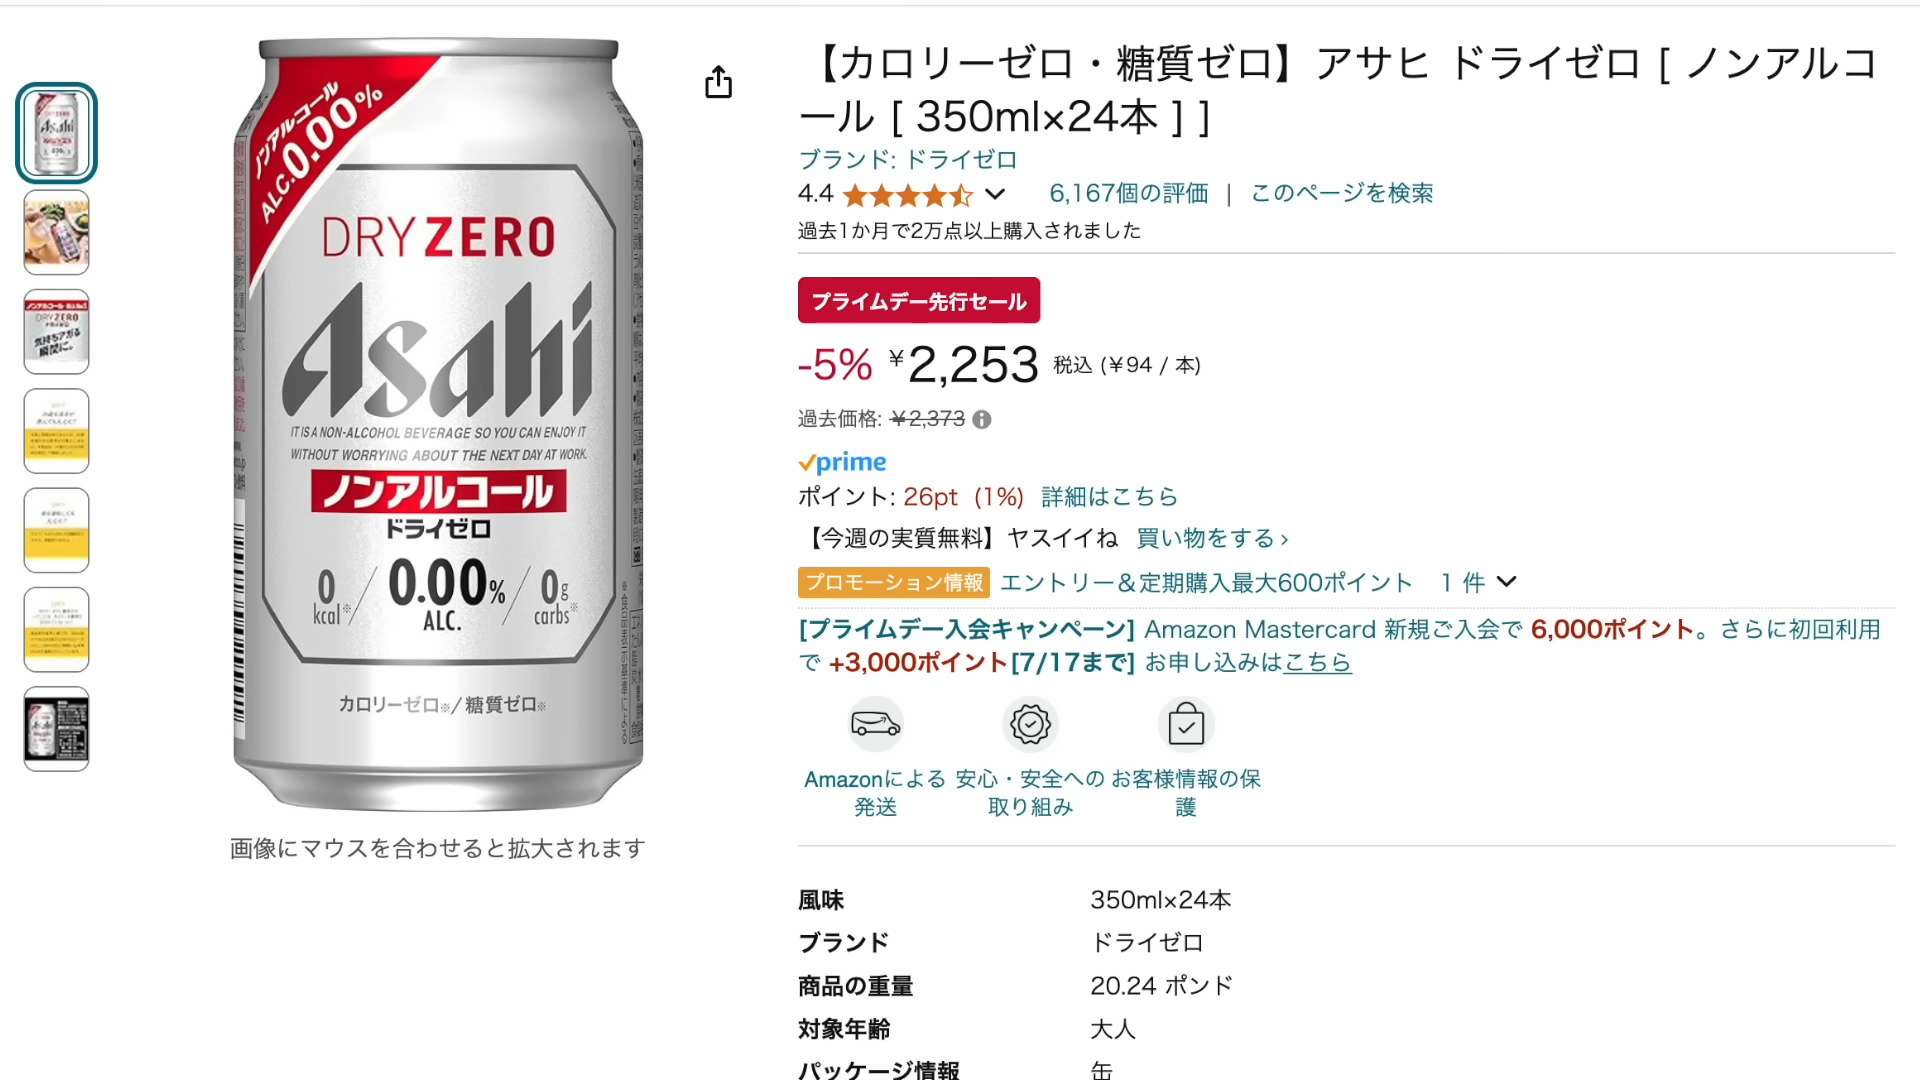 ノンアルコール
ALC.0.00%
DRY ZERO
Asahi
IT IS A NON-ALCOHOL BEVERAGE SO YOU CAN ENJOY IT
WITHOUT WORRYING ABOUT THE NEXT DAY AT WORK.
ノンアルコール
ドライゼロ
0 kcal※ / 0.00% ALC. / 0g carbs※
カロリーゼロ※/糖質ゼロ※
画像にマウスを合わせると拡大されます
【カロリーゼロ・糖質ゼロ】アサヒ ドライゼロ [ ノンアルコ
ール [ 350ml×24本 ] ]
ブランド: ドライゼロ
4.4 6,167個の評価 | このページを検索
過去1か月で2万点以上購入されました
プライムデー先行セール
-5% ¥2,253 税込 (¥94 / 本)
過去価格: ¥2,373
prime
ポイント: 26pt (1%) 詳細はこちら
【今週の実質無料】ヤスイイね 買い物をする ›
プロモーション情報 エントリー＆定期購入最大600ポイント 1 件
[プライムデー入会キャンペーン] Amazon Mastercard 新規ご入会で 6,000ポイント。さらに初回利用
で +3,000ポイント[7/17まで] お申し込みはこちら
Amazonによる
発送
安心・安全への
取り組み
お客様情報の保
護
風味 350ml×24本
ブランド ドライゼロ
商品の重量 20.24 ポンド
対象年齢 大人
パッケージ情報 缶